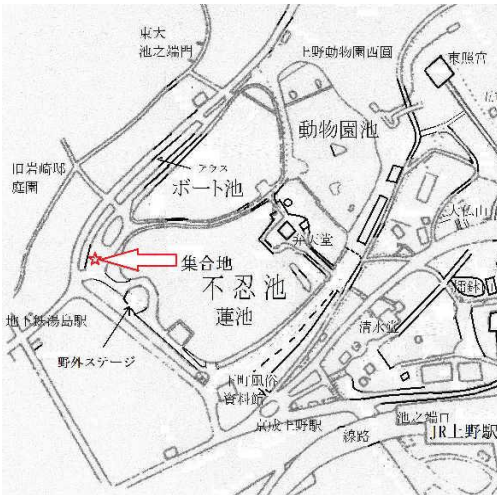 東大
池之端門
上野動物園西園
東照宮
動物園池
旧岩崎邸
庭園
ボート池
大仏山
弁天堂
集合地
不忍池
蓮池
清水堂
地下鉄湯島駅
野外ステージ
下町風俗
資料館
池之端口
京成上野駅
線路
JR上野駅